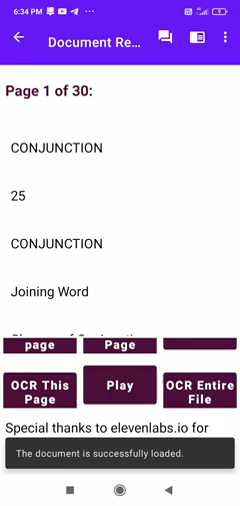 6:34 PM
9
Document Re...
Page 1 of 30:
CONJUNCTION
25
CONJUNCTION
Joining Word
page
Page
OCR This Page
Play
OCR Entire File
Special thanks to elevenlabs.io for
The document is successfully loaded.